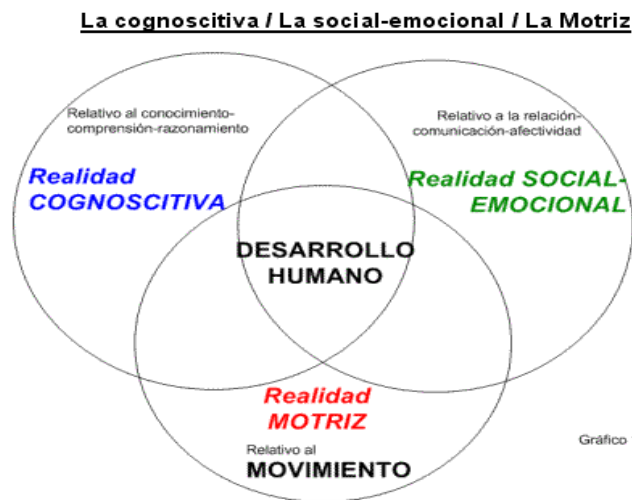 La cognoscitiva / La social-emocional / La Motriz
Relativo al conocimiento-
comprensión-razonamiento
Realidad
COGNOSCITIVA
Relativo a la relación-
comunicación-afectividad
Realidad SOCIAL-
EMOCIONAL
DESARROLLO
HUMANO
Realidad
MOTRIZ
Relativo al
MOVIMIENTO
Gráfico